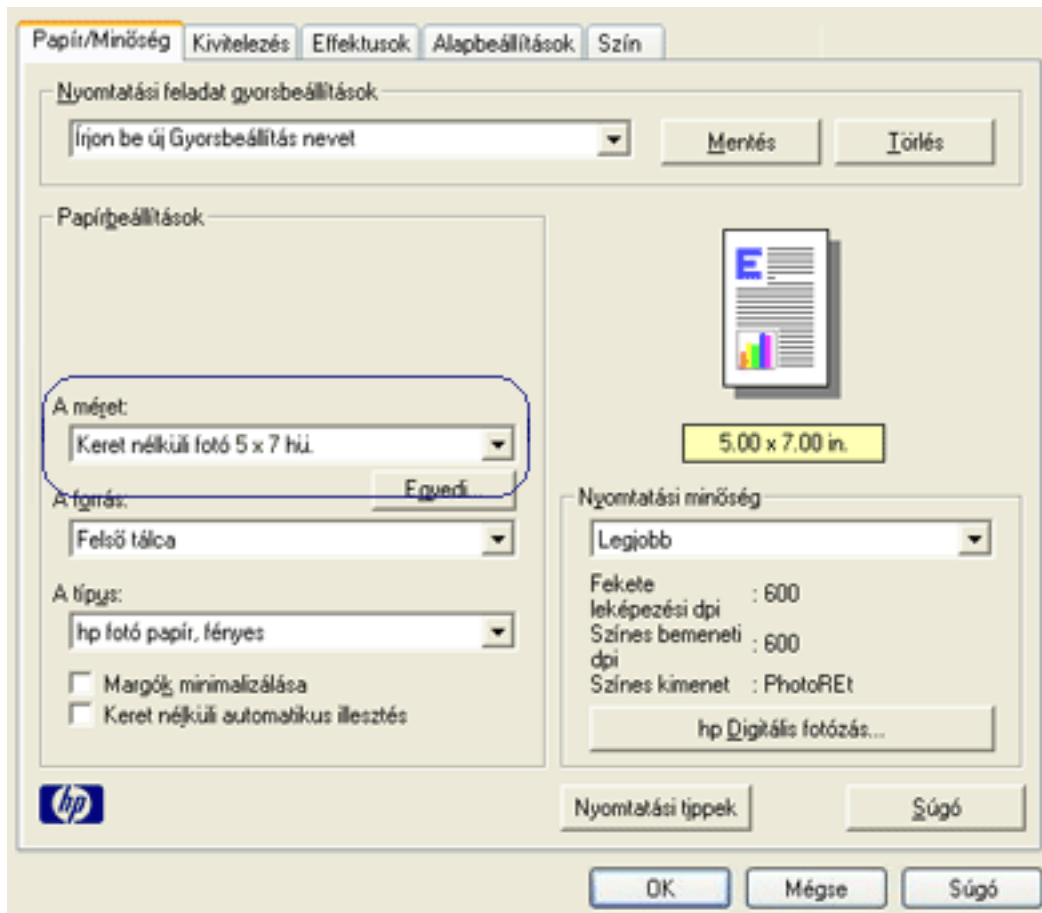 Papír/Minőség Kivitelezés Effektusok Alapbeállítások Szín
Nyomtatási feladat gyorsbeállítások
Írjon be új Gyorsbeállítás nevet Mentés Törlés
Papírbeállítások
E
A méret:
Keret nélküli fotó 5 x 7 hü.
5.00 x 7.00 in.
Egyedi...
A forrás:
Felső tálca
A típus:
hp fotó papír, fényes
Margók minimalizálása
Keret nélküli automatikus illesztés
Nyomtatási minőség
Legjobb
Fekete
leképezési dpi : 600
Színes bemeneti
dpi : 600
Színes kimenet : PhotoREt
hp Digitális fotózás...
hp
Nyomtatási tippek Súgó
OK Mégse Súgó